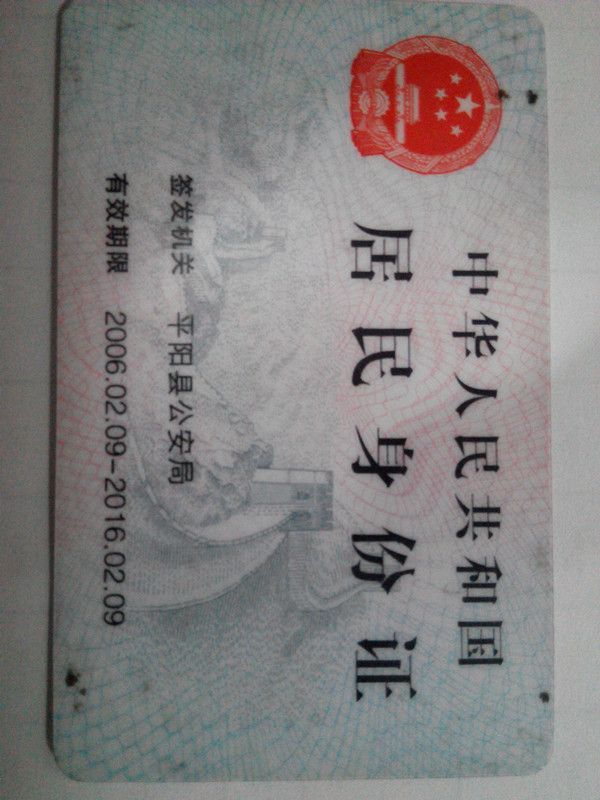 中华人民共和国
居民身份证
签发机关 平阳县公安局
有效期限 2006.02.09-2016.02.09